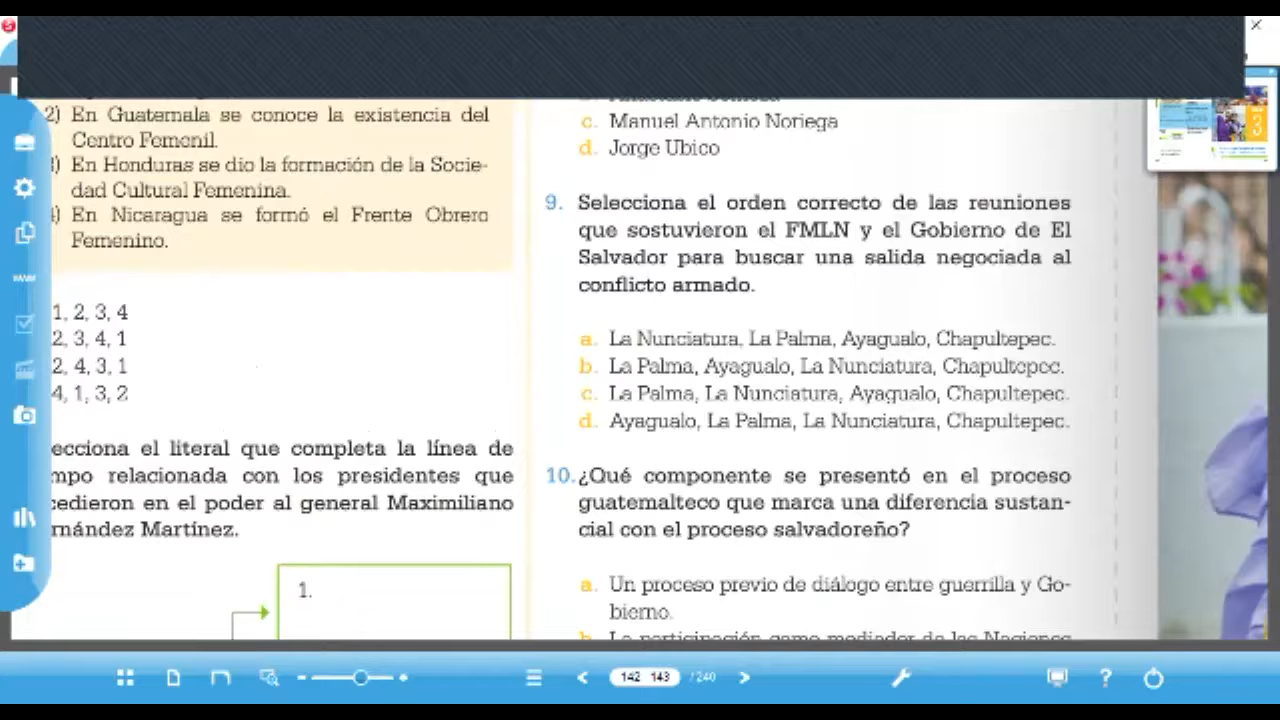 2) En Guatemala se conoce la existencia del
Centro Femenil.
) En Honduras se dio la formación de la Socie-
dad Cultural Femenina.
) En Nicaragua se formó el Frente Obrero
Femenino.
1, 2, 3, 4
2, 3, 4, 1
2, 4, 3, 1
4, 1, 3, 2
ecciona el literal que completa la línea de
mpo relacionada con los presidentes que
cedieron en el poder al general Maximiliano
rnández Martínez.
1.
c. Manuel Antonio Noriega
d. Jorge Ubico
9. Selecciona el orden correcto de las reuniones
que sostuvieron el FMLN y el Gobierno de El
Salvador para buscar una salida negociada al
conflicto armado.
a. La Nunciatura, La Palma, Ayagualo, Chapultepec.
b. La Palma, Ayagualo, La Nunciatura, Chapultepec.
c. La Palma, La Nunciatura, Ayagualo, Chapultepec.
d. Ayagualo, La Palma, La Nunciatura, Chapultepec.
10. ¿Qué componente se presentó en el proceso
guatemalteco que marca una diferencia sustan-
cial con el proceso salvadoreño?
a. Un proceso previo de diálogo entre guerrilla y Go-
bierno.
142 143 / 240